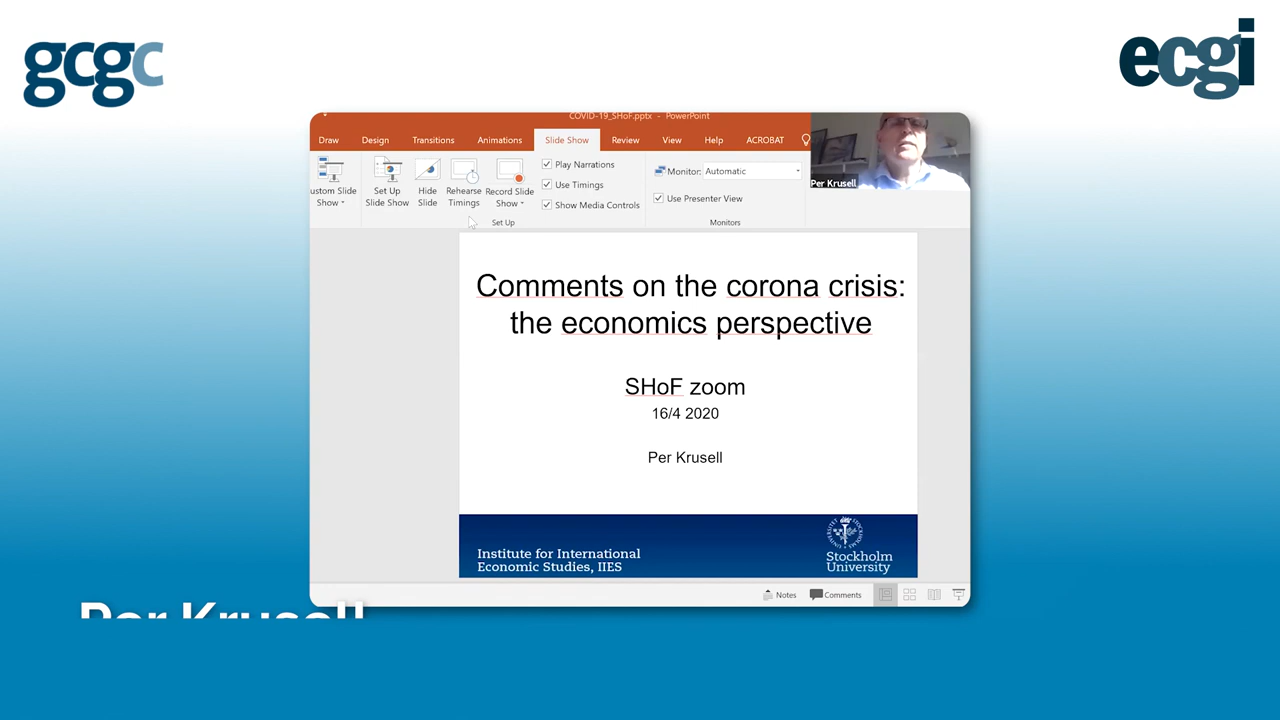 gcgc
ecgi
COVID-19_SHoF.pptx - PowerPoint
Draw Design Transitions Animations Slide Show Review View Help ACROBAT
Per Krusell
ustom Slide Show
Set Up Slide Show
Hide Slide
Rehearse Timings
Record Slide Show
Play Narrations
Use Timings
Show Media Controls
Set Up
Monitor: Automatic
Use Presenter View
Monitors
Comments on the corona crisis:
the economics perspective
SHoF zoom
16/4 2020
Per Krusell
Institute for International
Economic Studies, IIES
Stockholm
University
Notes Comments
Per Krusell